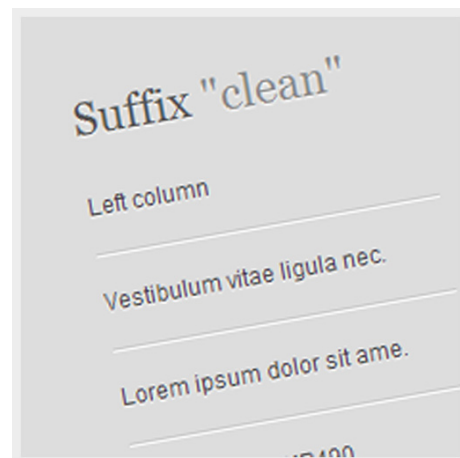 Suffix "clean"
Left column
Vestibulum vitae ligula nec.
Lorem ipsum dolor sit ame.